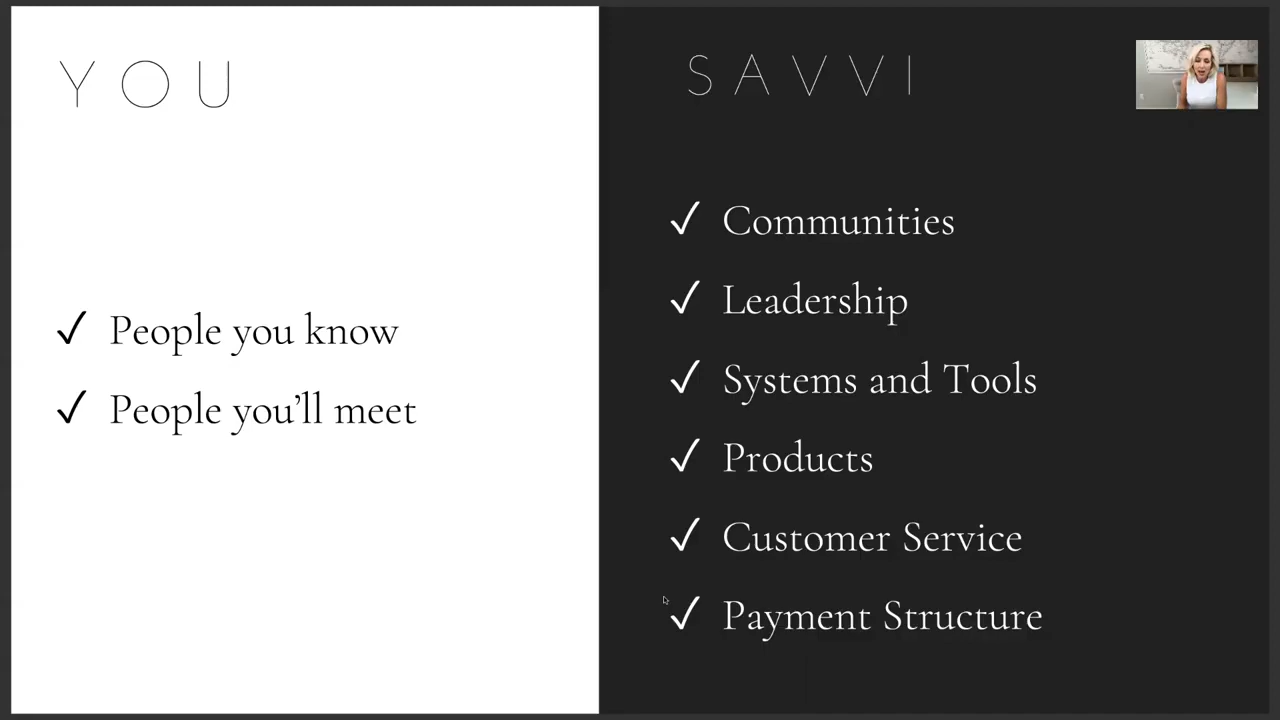 YOU
People you know
People you'll meet
SAVVI
Communities
Leadership
Systems and Tools
Products
Customer Service
Payment Structure